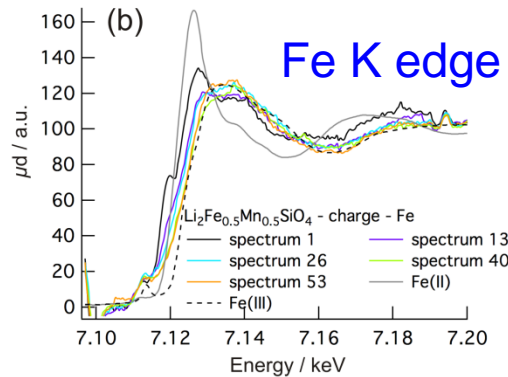 (b)
Fe K edge
160
140
120
100
80
60
40
20
0
µd / a.u.
Li₂Fe₀.₅Mn₀.₅SiO₄ - charge - Fe
spectrum 1
spectrum 13
spectrum 26
spectrum 40
spectrum 53
Fe(II)
Fe(III)
7.10 7.12 7.14 7.16 7.18 7.20
Energy / keV